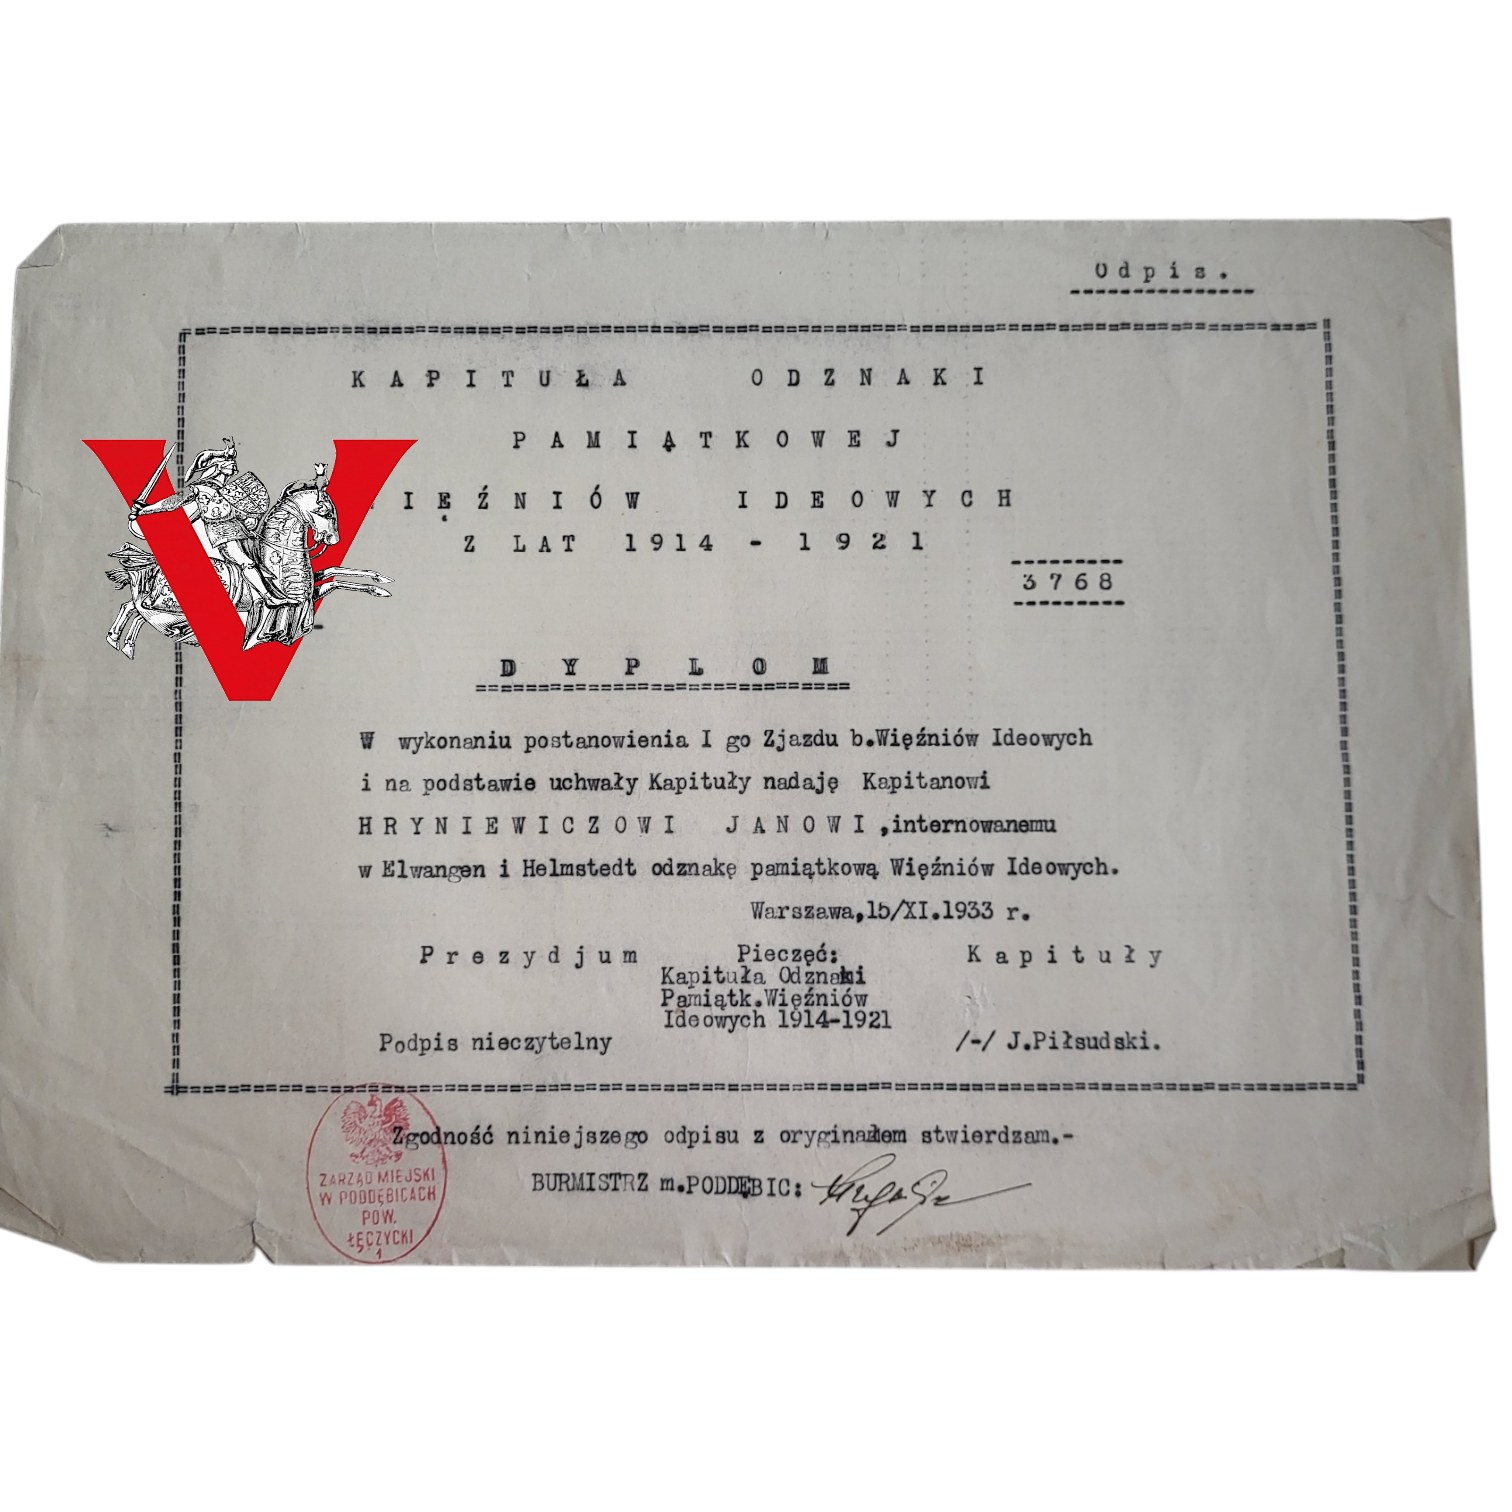 Odpis.
KAPITUŁA ODZNAKI
PAMIĄTKOWEJ
IĘŹNIÓW IDEOWYCH
Z LAT 1914 - 1921
3768
V
DYPLOM
W wykonaniu postanowienia I go Zjazdu b.Więźniów Ideowych
i na podstawie uchwały Kapituły nadaję Kapitanowi
HRYNIEWICZOWI JANOWI,internowanemu
w Elwangen i Helmstedt odznakę pamiątkową Więźniów Ideowych.
Warszawa,15/XI.1933 r.
Prezydjum Pieczęć: Kapituły
Kapituła Odznaki
Pamiątk.Więźniów
Ideowych 1914-1921
Podpis nieczytelny /-/ J.Piłsudski.
Zgodność niniejszego odpisu z oryginałem stwierdzam.-
BURMISTRZ m.PODDĘBIC:
ZARZĄD MIEJSKI
W PODDĘBICACH
POW.
ŁĘCZYCKI
1